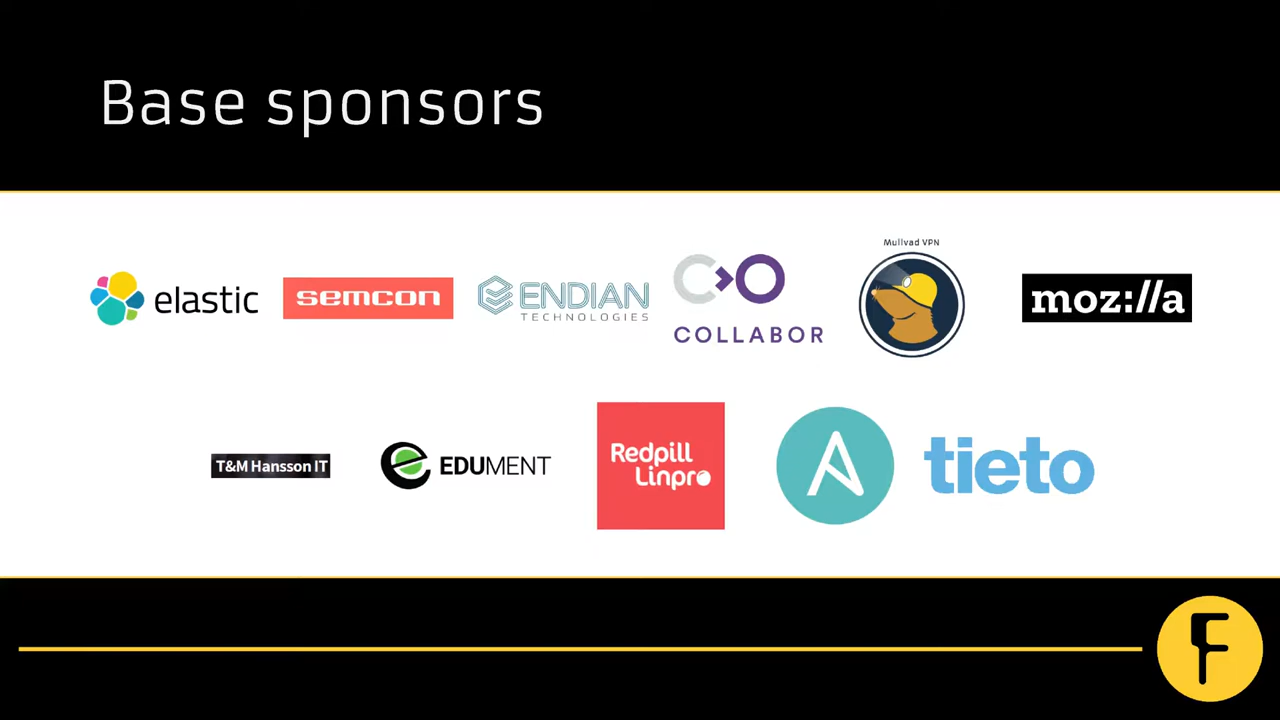 Base sponsors
elastic
semcon
ENDIAN
TECHNOLOGIES
COLLABOR
Mullvad VPN
moz://a
T&M Hansson IT
EDUMENT
Redpill
Linpro
A
tieto
F